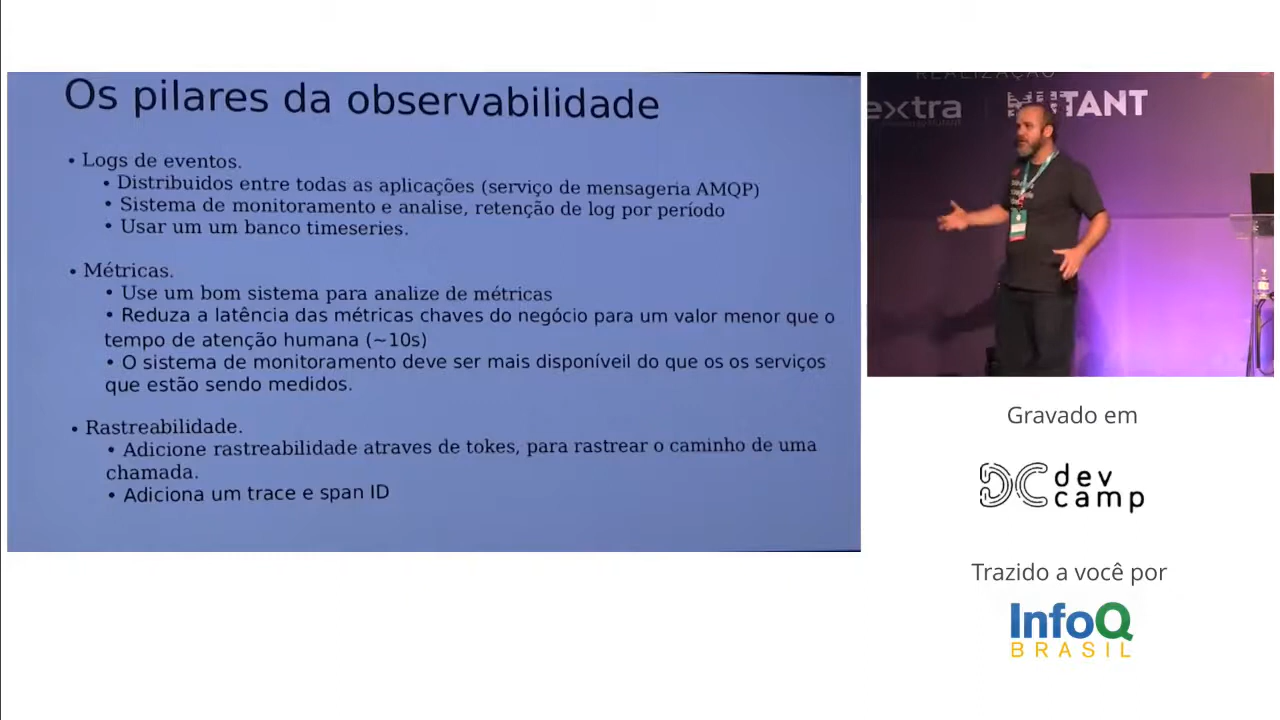 Os pilares da observabilidade
• Logs de eventos.
• Distribuidos entre todas as aplicações (serviço de mensageria AMQP)
• Sistema de monitoramento e analise, retenção de log por período
• Usar um um banco timeseries.
• Métricas.
• Use um bom sistema para analize de métricas
• Reduza a latência das métricas chaves do negócio para um valor menor que o
tempo de atenção humana (~10s)
• O sistema de monitoramento deve ser mais disponíveil do que os os serviços
que estão sendo medidos.
• Rastreabilidade.
• Adicione rastreabilidade atraves de tokes, para rastrear o caminho de uma
chamada.
• Adiciona um trace e span ID
REALIZAÇÃO
extra
MUTANT
Gravado em
dev
camp
Trazido a você por
InfoQ
BRASIL